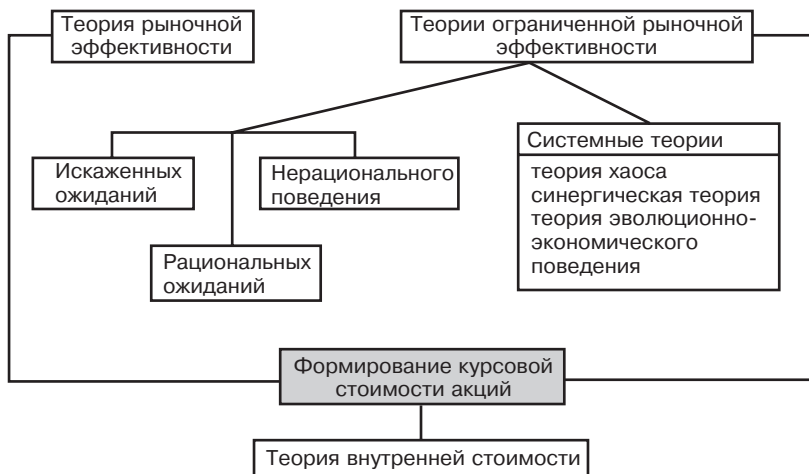 Теория рыночной
эффективности
Теории ограниченной рыночной
эффективности
Искаженных
ожиданий
Нерационального
поведения
Рациональных
ожиданий
Системные теории
теория хаоса
синергическая теория
теория эволюционно-
экономического
поведения
Формирование курсовой
стоимости акций
Теория внутренней стоимости